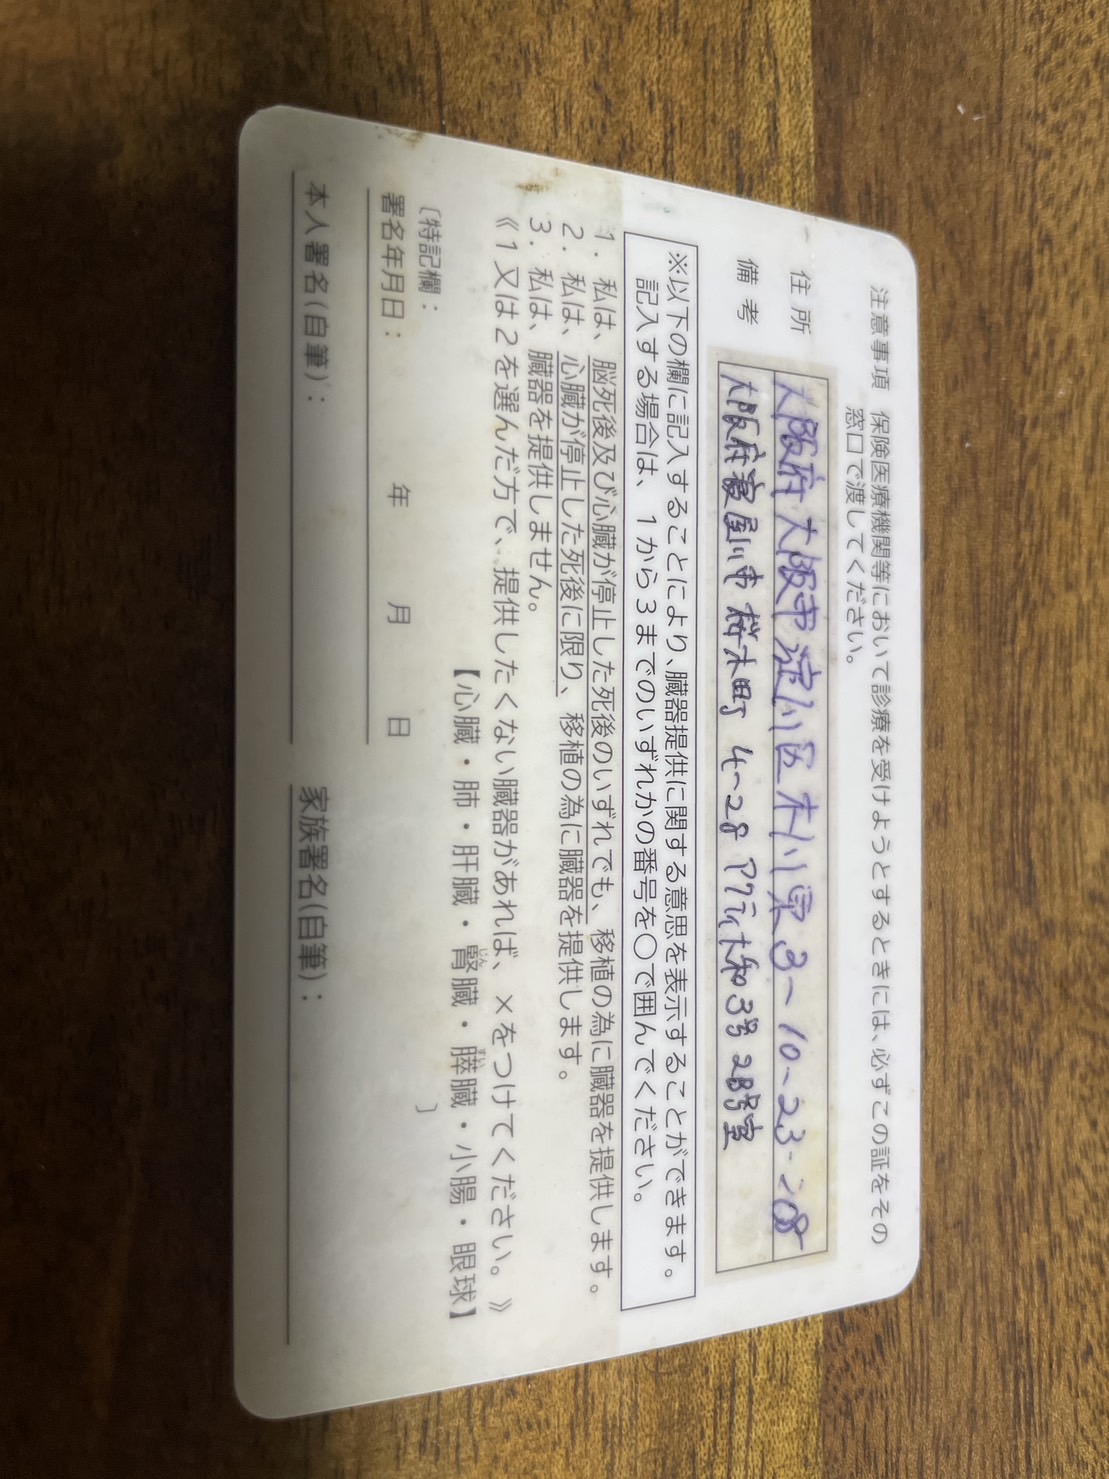 注意事項 保険医療機関等において診療を受けようとするときには、必ずこの証をその
窓口で渡してください。
住所 大阪府大阪市淀川区木川東3-10-23-208
備考 大阪府寝屋川市桜木町4-28 3号28号室
※以下の欄に記入することにより、臓器提供に関する意思を表示することができます。
記入する場合は、1から3までのいずれかの番号を〇で囲んでください。
1. 私は、脳死後及び心臓が停止した死後のいずれでも、移植の為に臓器を提供します。
2. 私は、心臓が停止した死後に限り、移植の為に臓器を提供します。
3. 私は、臓器を提供しません。
《1又は2を選んだ方で、提供したくない臓器があれば、×をつけてください。》
【心臓・肺・肝臓・腎臓・膵臓・小腸・眼球】
〔特記欄: 〕
署名年月日: 年 月 日
本人署名(自筆): 家族署名(自筆):